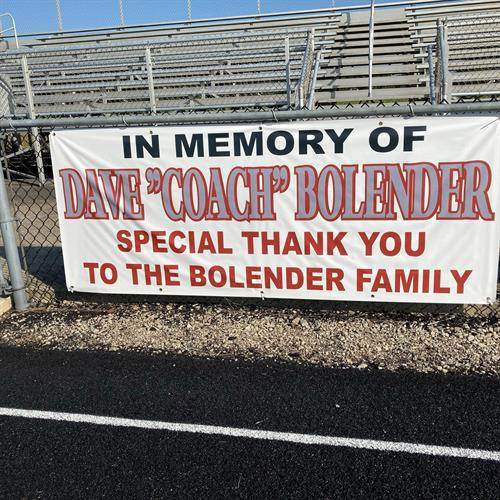 IN MEMORY OF
DAVE "COACH" BOLENDER
SPECIAL THANK YOU
TO THE BOLENDER FAMILY